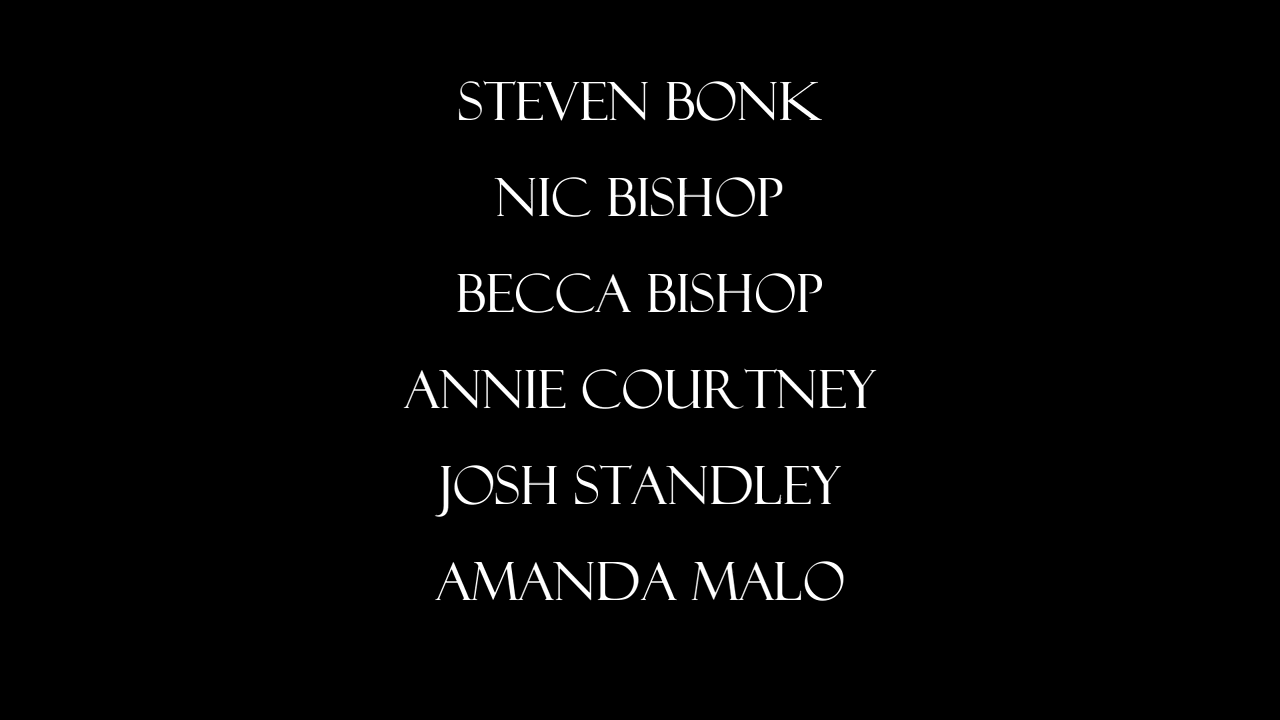 STEVEN BONK
NIC BISHOP
BECCA BISHOP
ANNIE COURTNEY
JOSH STANDLEY
AMANDA MALO